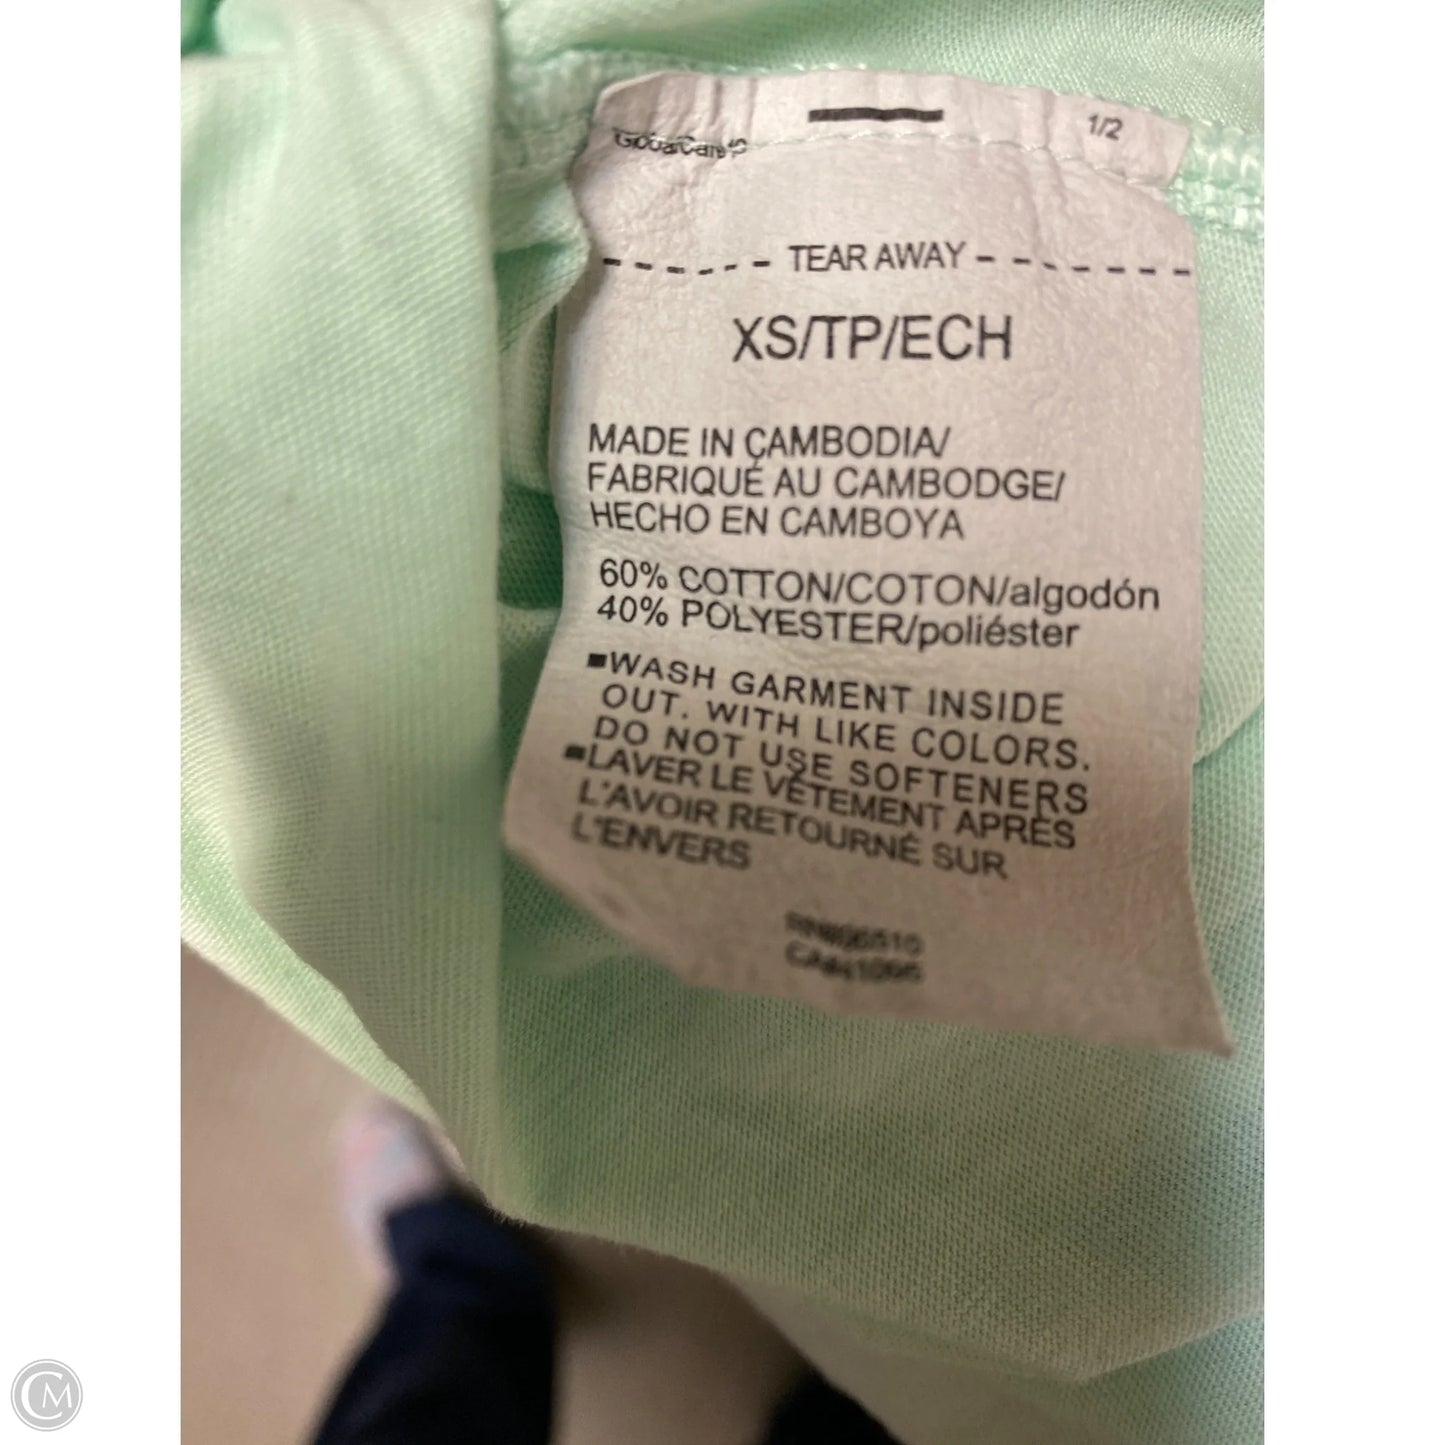 1/2
TEAR AWAY
XS/TP/ECH
MADE IN CAMBODIA/
FABRIQUÉ AU CAMBODGE/
HECHO EN CAMBOYA
60% COTTON/COTON/algodón
40% POLYESTER/poliéster
WASH GARMENT INSIDE
OUT. WITH LIKE COLORS.
DO NOT USE SOFTENERS
LAVER LE VÊTEMENT APRÈS
L'AVOIR RETOURNÉ SUR
L'ENVERS
CM